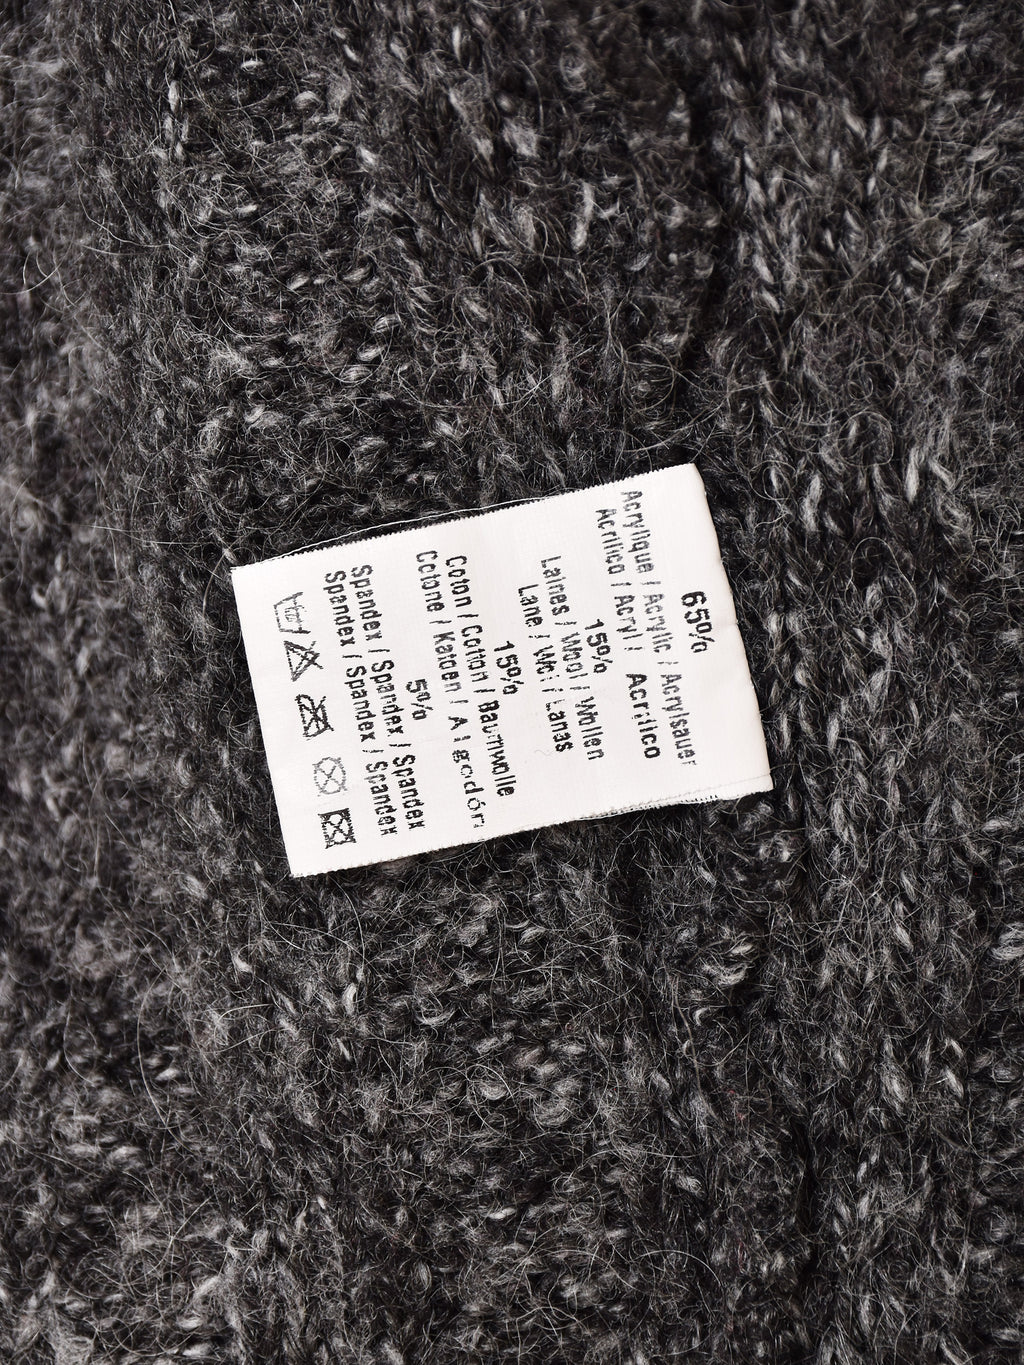 65%
Acrylique / Acryllc / Acrylsauer
Acrilico / Acryl / Acrilico
15%
Laines / Wool / Wollen
Lane / Wol / Lanas
15%
Coton / Cotton / Baumwolle
Cotone / Katoen / Algodón
5%
Spandex / Spandex / Spandex
Spandex / Spandex / Spandex